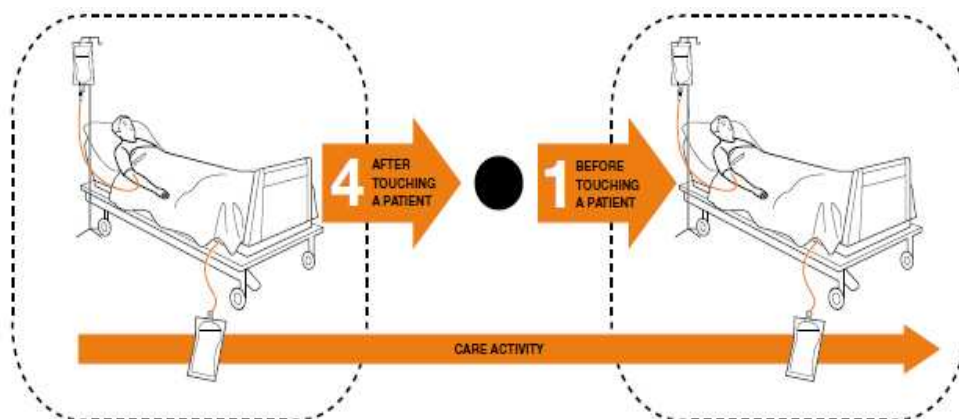 4
AFTER
TOUCHING
A PATIENT
1
BEFORE
TOUCHING
A PATIENT
CARE ACTIVITY